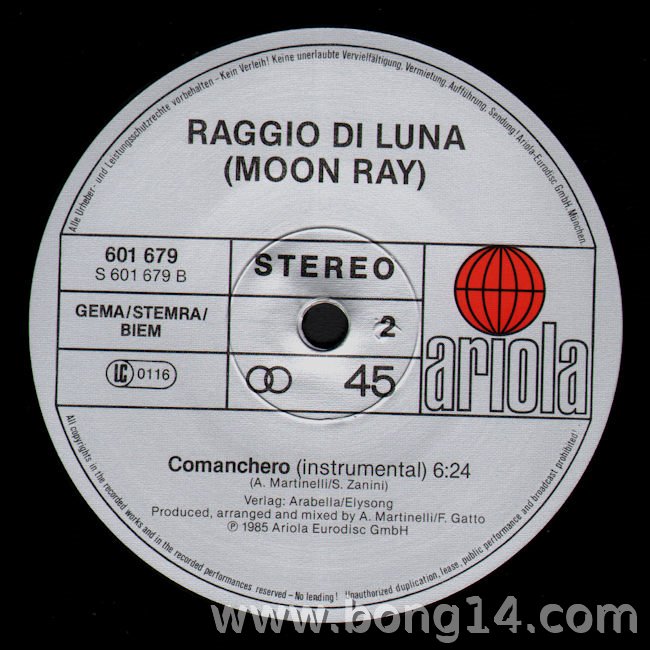 Alle Urheber- und Leistungsschutzrechte vorbehalten – Kein Verleih! Keine unerlaubte Vervielfältigung, Vermietung, Aufführung, Sendung! Ariola-Eurodisc GmbH, München.
RAGGIO DI LUNA
(MOON RAY)
601 679
S 601 679 B
STEREO
GEMA/STEMRA/
BIEM
2
LC 0116
45
ariola
Comanchero (instrumental) 6:24
(A. Martinelli/S. Zanini)
Verlag: Arabella/Elysong
Produced, arranged and mixed by A. Martinelli/F. Gatto
℗ 1985 Ariola Eurodisc GmbH
All copyrights in the recorded works and in the recorded performances reserved – No lending! Unauthorized duplication, lease, public performance and broadcast prohibited!
www.bong14.com